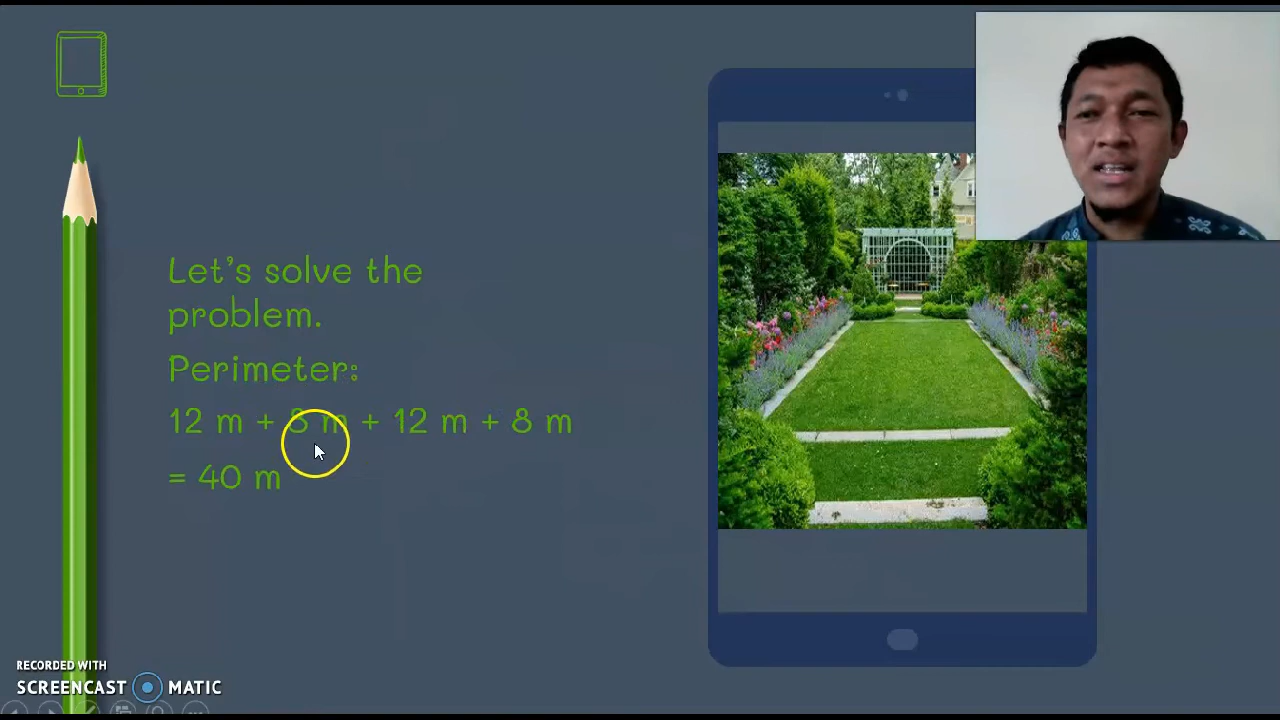 Let's solve the
problem.
Perimeter:
12 m + 8 m + 12 m + 8 m
= 40 m
RECORDED WITH
SCREENCAST MATIC